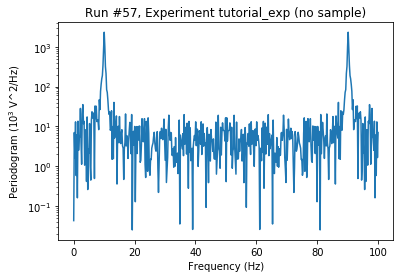 Run #57, Experiment tutorial_exp (no sample)
Periodogram (10³ V^2/Hz)
10³
10²
10¹
10⁰
10⁻¹
0 20 40 60 80 100
Frequency (Hz)